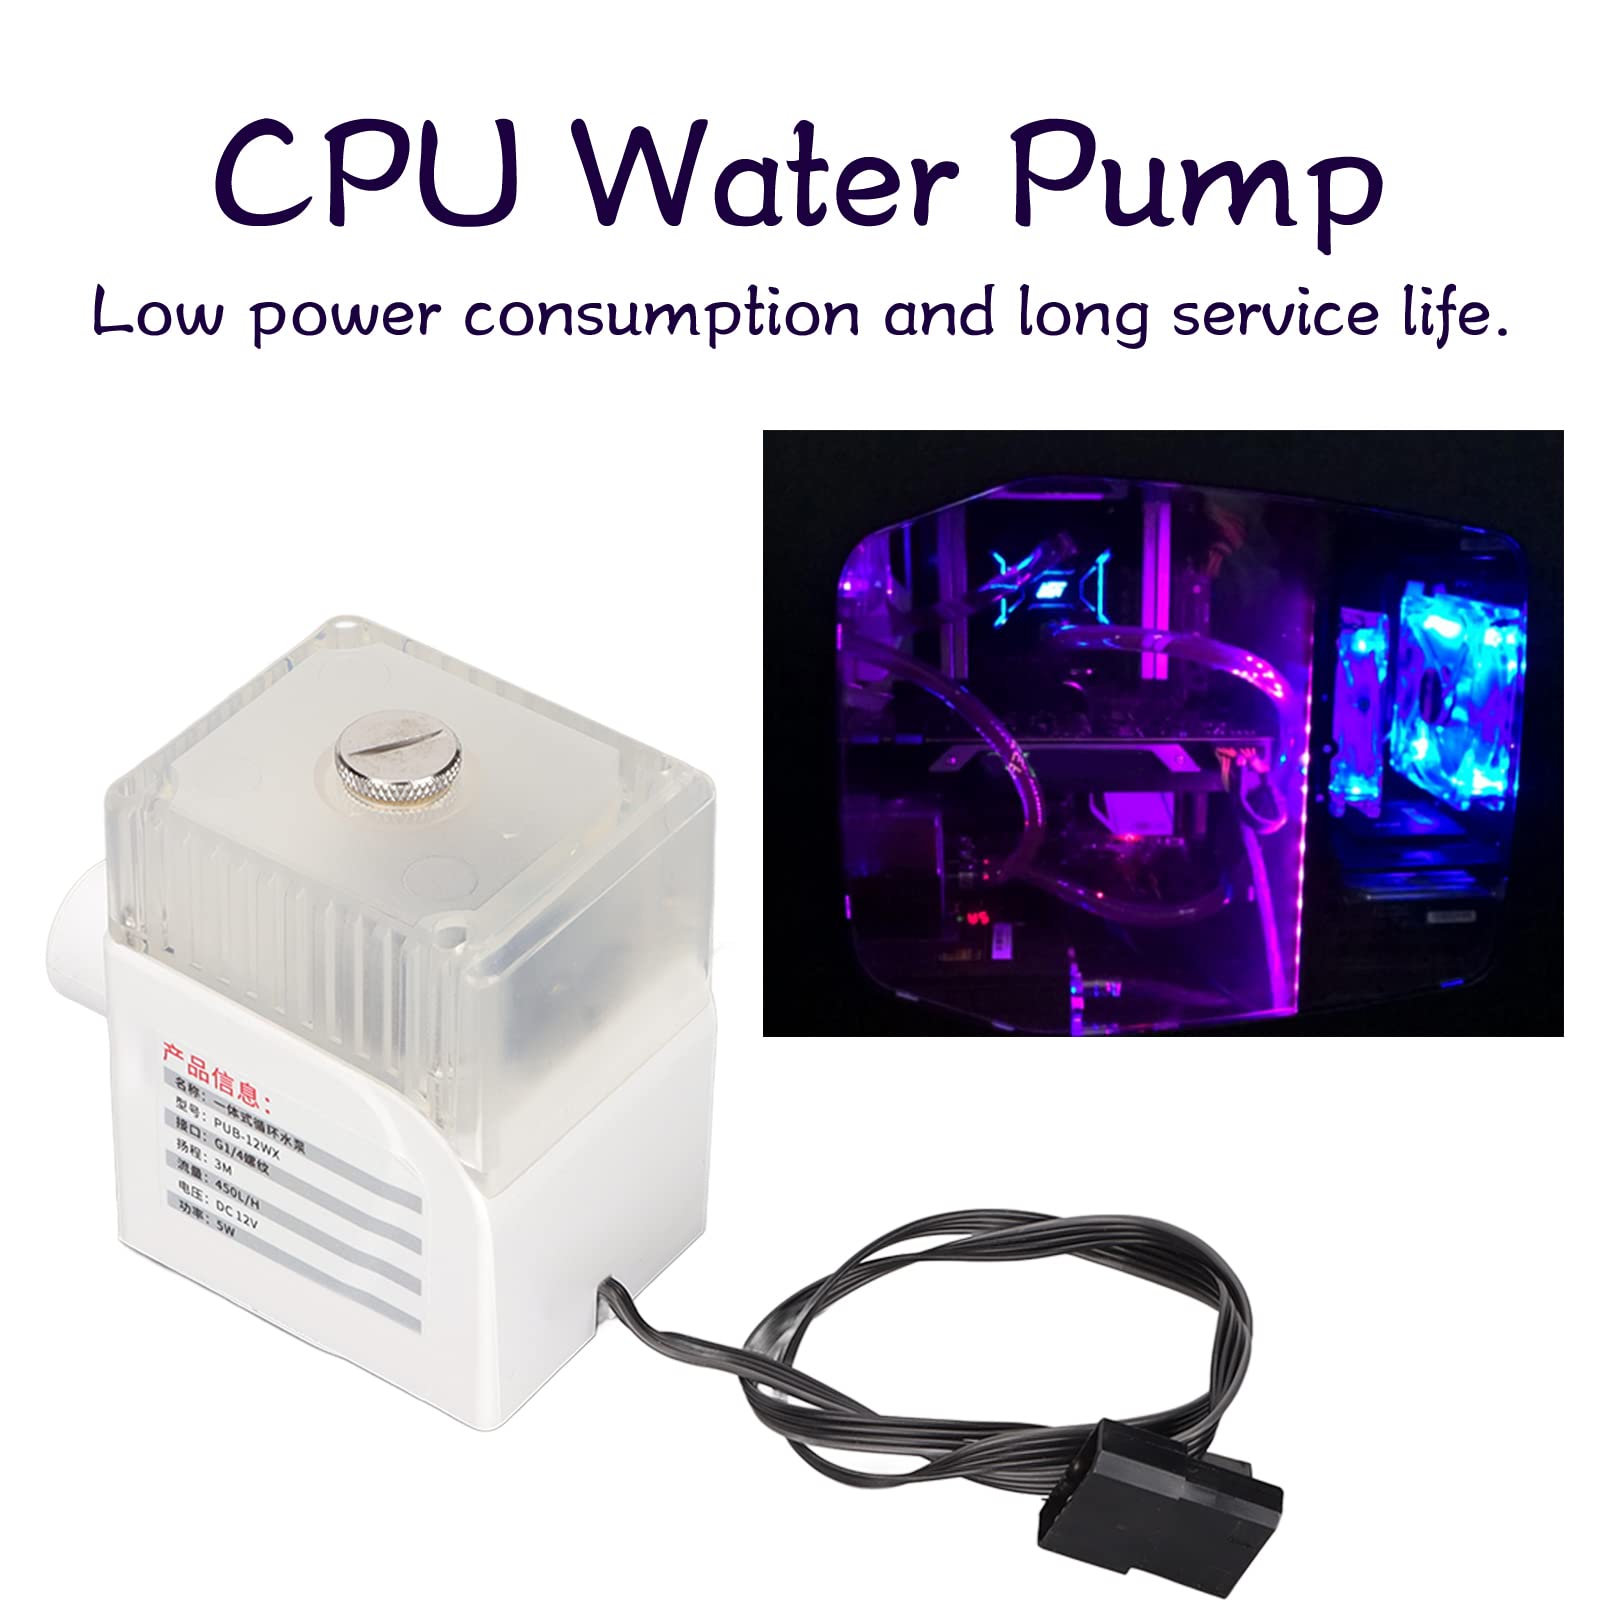 CPU Water Pump
Low power consumption and long service life.
产品信息:
名称: 一体式循环水泵
型号: PUB-12WX
接口: G1/4螺纹
扬程: 3M
流量: 450L/H
电压: DC 12V
功率: 5W